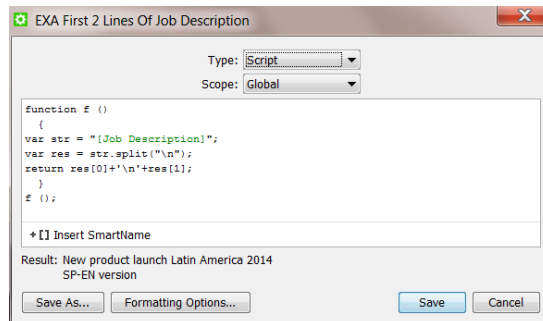 EXA First 2 Lines Of Job Description
X
Type: Script
Scope: Global
function f ()
{
var str = "[Job Description]";
var res = str.split("\n");
return res[0]+'\n'+res[1];
}
f ();
+[] Insert SmartName
Result: New product launch Latin America 2014
SP-EN version
Save As... Formatting Options... Save Cancel